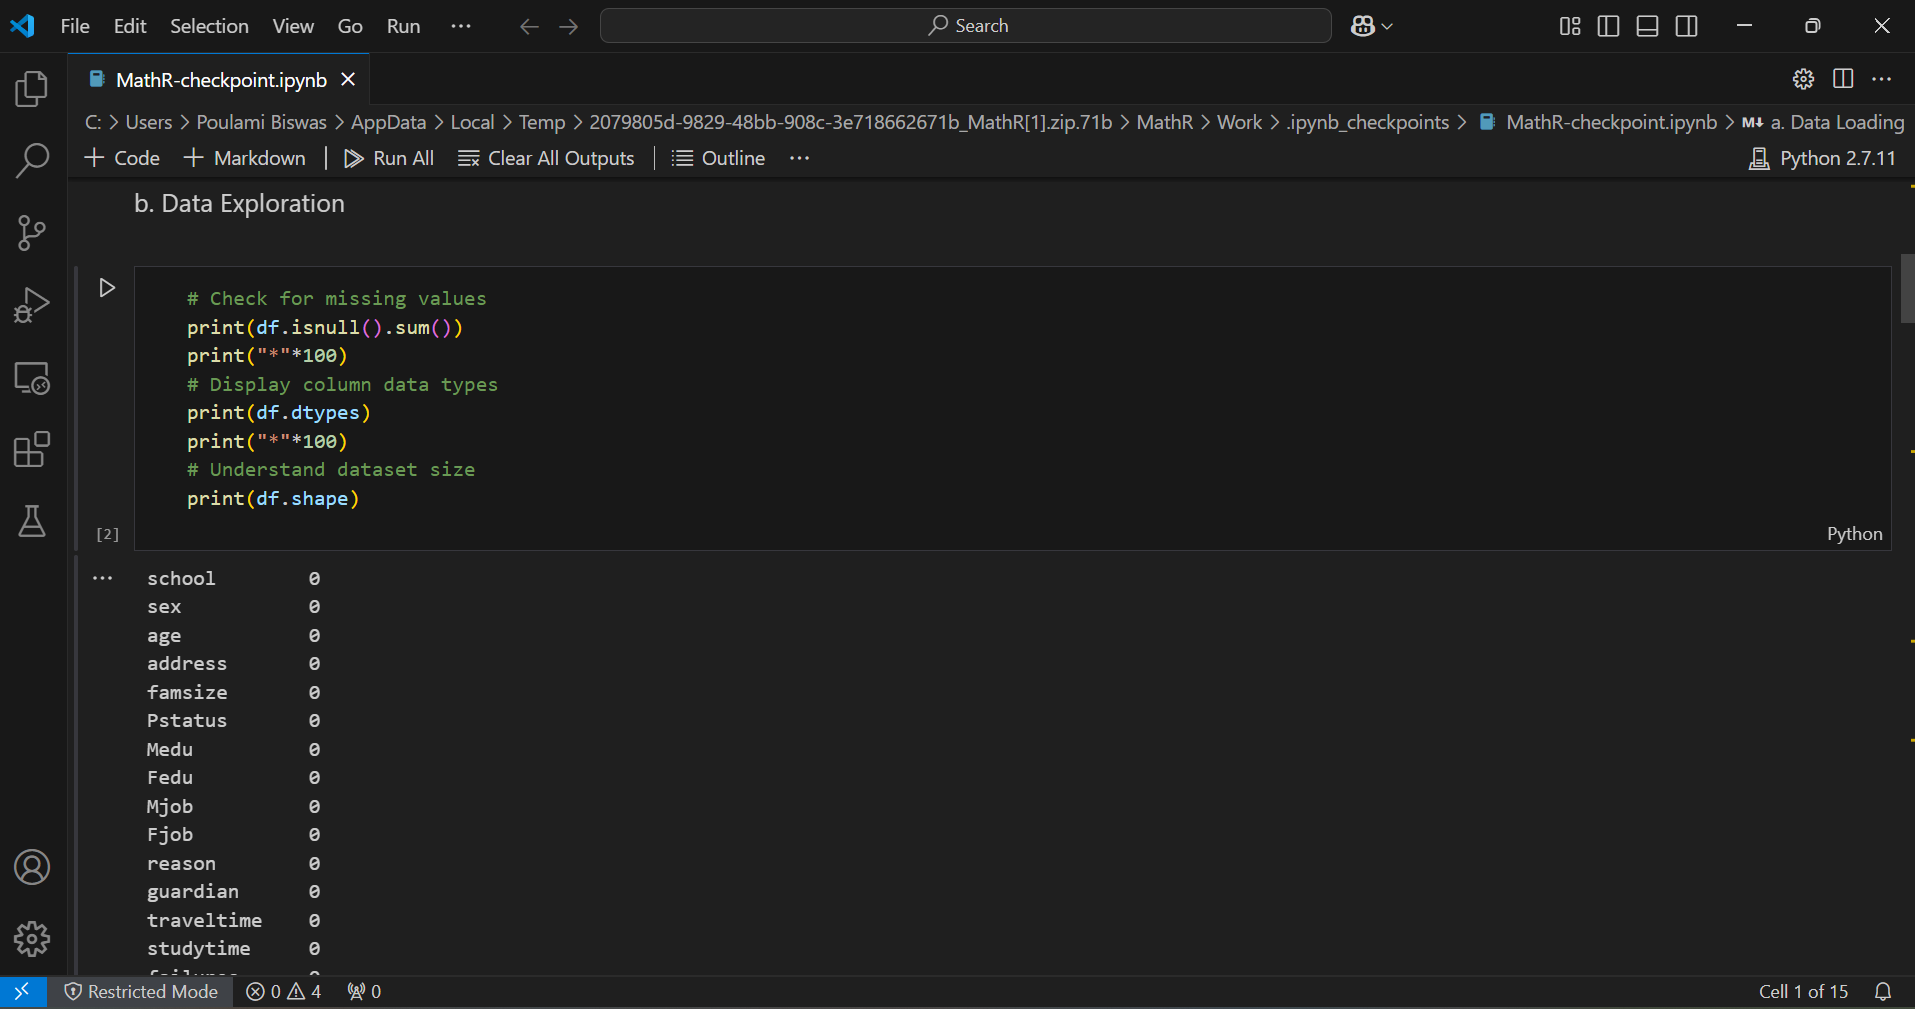 File Edit Selection View Go Run ··· Search
MathR-checkpoint.ipynb
C: > Users > Poulami Biswas > AppData > Local > Temp > 2079805d-9829-48bb-908c-3e718662671b_MathR[1].zip.71b > MathR > Work > .ipynb_checkpoints > MathR-checkpoint.ipynb > M↓ a. Data Loading
+ Code + Markdown | Run All Clear All Outputs | Outline ··· Python 2.7.11
b. Data Exploration
# Check for missing values
print(df.isnull().sum())
print("*"*100)
# Display column data types
print(df.dtypes)
print("*"*100)
# Understand dataset size
print(df.shape)
[2] Python
school 0
sex 0
age 0
address 0
famsize 0
Pstatus 0
Medu 0
Fedu 0
Mjob 0
Fjob 0
reason 0
guardian 0
traveltime 0
studytime 0
Restricted Mode 0 4 0 Cell 1 of 15